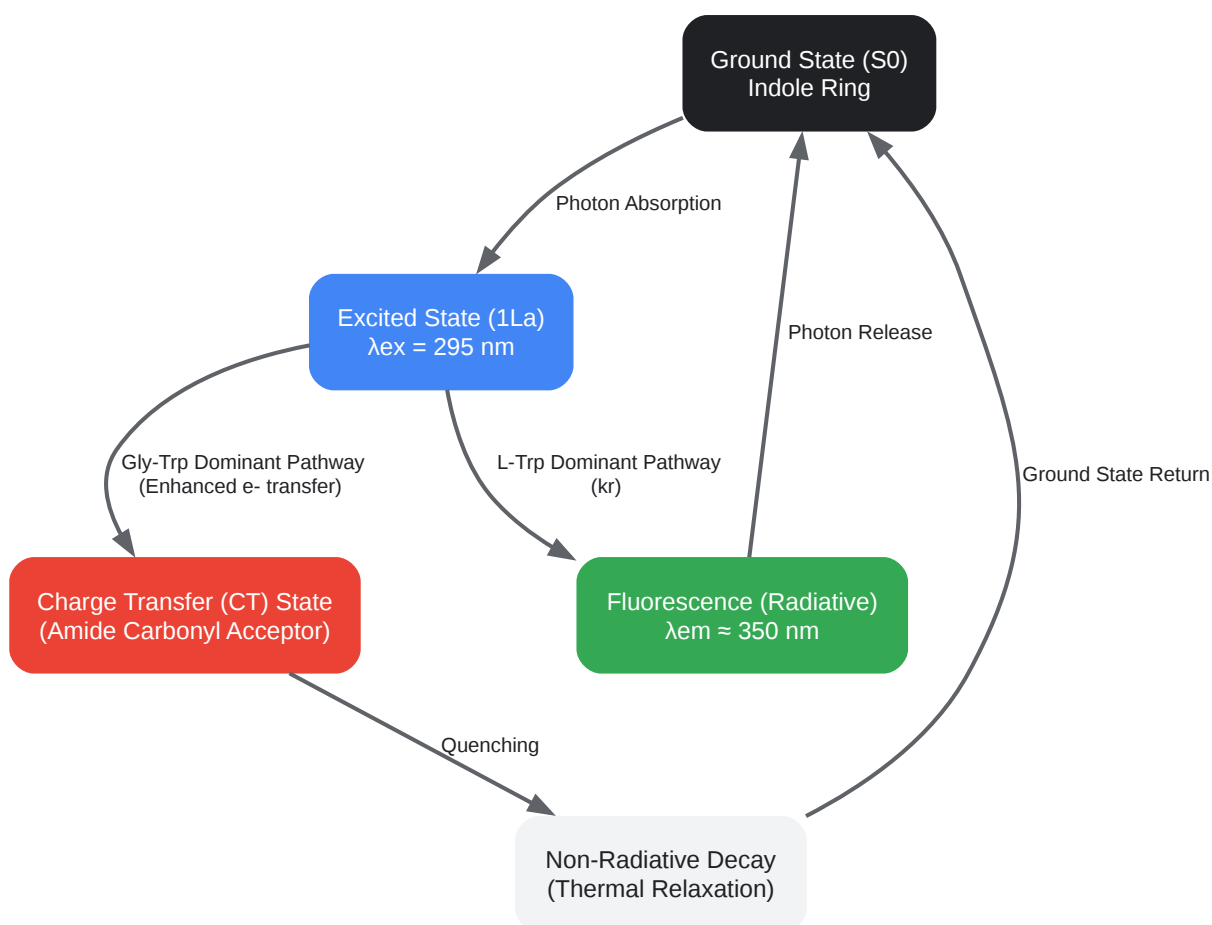 Ground State (S0)
Indole Ring
Photon Absorption
Excited State (1La)
λex = 295 nm
Photon Release
Gly-Trp Dominant Pathway
(Enhanced e- transfer)
L-Trp Dominant Pathway
(kr)
Ground State Return
Charge Transfer (CT) State
(Amide Carbonyl Acceptor)
Fluorescence (Radiative)
λem ≈ 350 nm
Quenching
Non-Radiative Decay
(Thermal Relaxation)